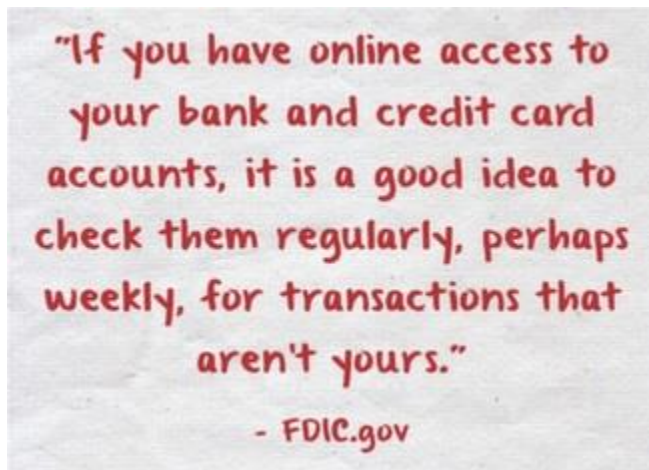 "If you have online access to
your bank and credit card
accounts, it is a good idea to
check them regularly, perhaps
weekly, for transactions that
aren't yours."
- FDIC.gov